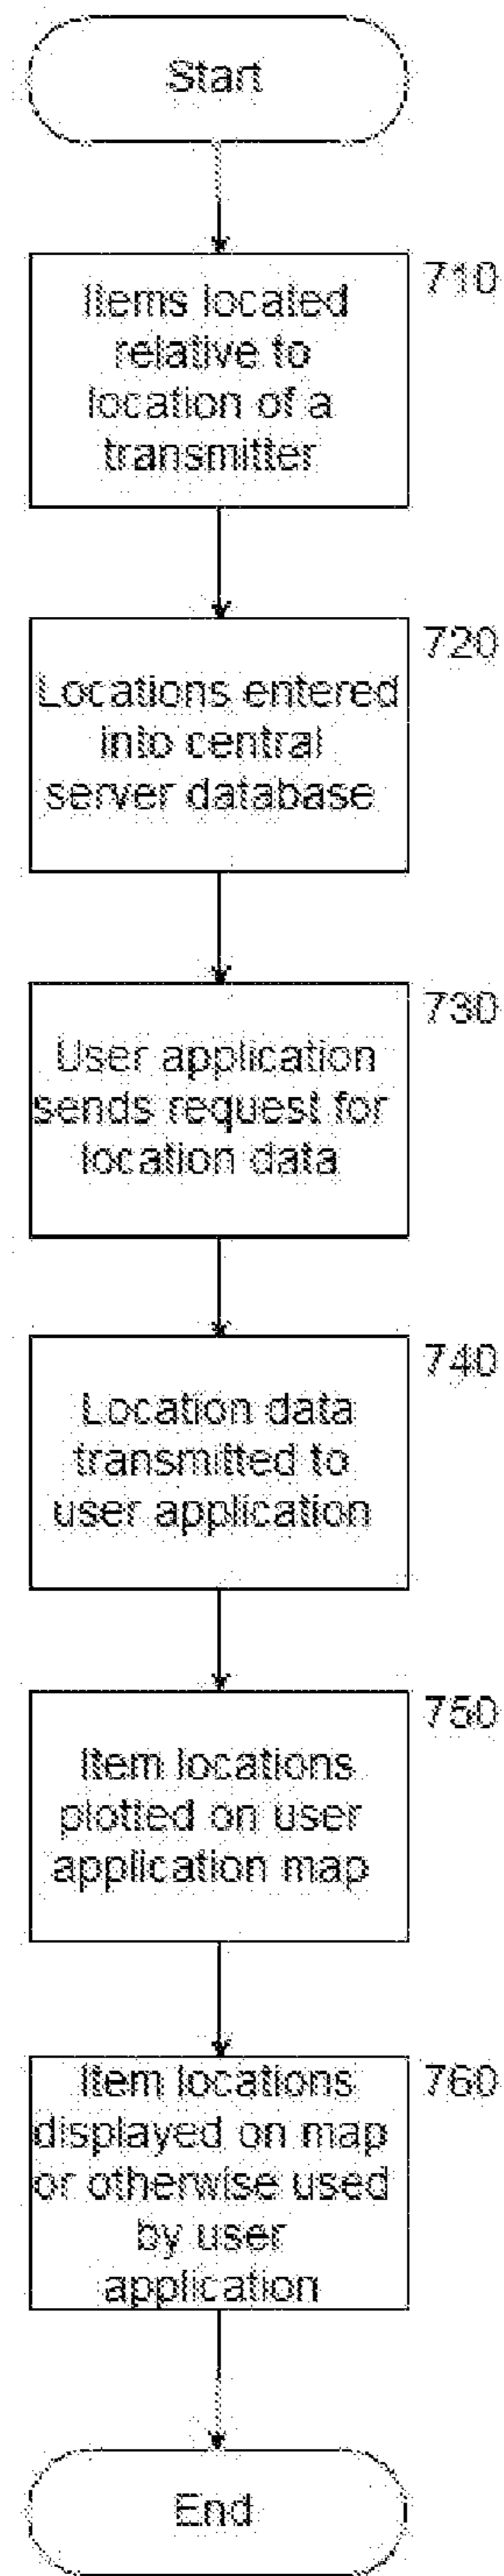 Start
710
Items located
relative to
location of a
transmitter
720
Locations entered
into central
server database
730
User application
sends request for
location data
740
Location data
transmitted to
user application
750
Item locations
plotted on user
application map
760
Item locations
displayed on map
or otherwise used
by user
application
End